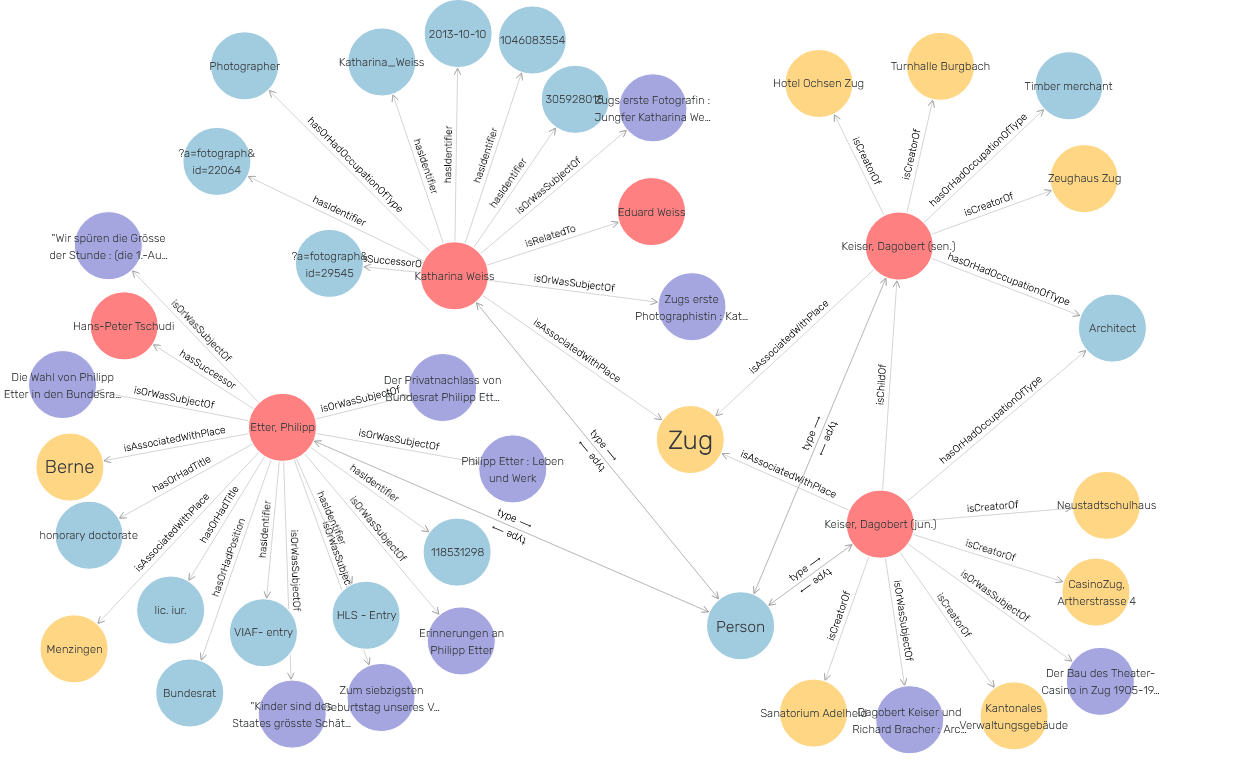 Photographer
Katharina_Weiss
2013-10-10
1046083554
Zugs erste Fotografin :
Jungfer Katharina We...
?a=fotograph&
id=22064
hasOrHadOccupationOfType
hasIdentifier
hasIdentifier
hasIdentifier
hasIdentifier
isOrWasSubjectOf
hasIdentifier
Eduard Weiss
isRelatedTo
?a=fotograph&
id=29545
Katharina Weiss
isOrWasSubjectOf
Zugs erste
Photographistin : Kat...
isAssociatedWithPlace
"Wir spüren die Grösse
der Stunde : (die 1.-Au...
isOrWasSubjectOf
Hans-Peter Tschudi
hasSuccessor
Die Wahl von Philipp
Etter in den Bundesra...
isOrWasSubjectOf
Etter, Philipp
isOrWasSubjectOf
Der Privatnachlass von
Bundesrat Philipp Ett...
isAssociatedWithPlace
Berne
isOrWasSubjectOf
Philipp Etter : Leben
und Werk
hasOrHadTitle
honorary doctorate
isAssociatedWithPlace
Menzingen
hasOrHadTitle
lic. iur.
hasOrHadPosition
Bundesrat
hasIdentifier
VIAF- entry
isOrWasSubjectOf
"Kinder sind des
Staates grösste Schät...
hasIdentifier
HLS - Entry
Zum siebzigsten
Geburtstag unseres V...
isOrWasSubjectOf
Erinnerungen an
Philipp Etter
hasIdentifier
118531298
type
type
type
type
Zug
Person
Hotel Ochsen Zug
Turnhalle Burgbach
Timber merchant
isCreatorOf
isCreatorOf
hasOrHadOccupationOfType
isCreatorOf
Zeughaus Zug
Keiser, Dagobert (sen.)
hasOrHadOccupationOfType
Architect
isAssociatedWithPlace
isChildOf
type
type
hasOrHadOccupationOfType
isAssociatedWithPlace
Keiser, Dagobert (jun.)
isCreatorOf
Neustadtschulhaus
isCreatorOf
CasinoZug,
Artherstrasse 4
isOrWasSubjectOf
Der Bau des Theater-
Casino in Zug 1905-19...
type
type
isCreatorOf
Sanatorium Adelheid
isOrWasSubjectOf
Dagobert Keiser und
Richard Bracher : Arc...
isCreatorOf
Kantonales
Verwaltungsgebäude